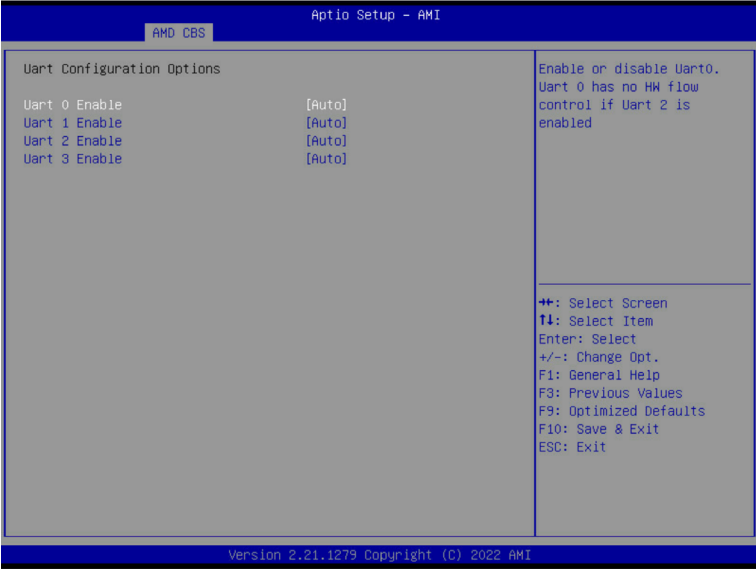 Aptio Setup – AMI
AMD CBS
Uart Configuration Options
Uart 0 Enable [Auto]
Uart 1 Enable [Auto]
Uart 2 Enable [Auto]
Uart 3 Enable [Auto]
Enable or disable Uart0.
Uart 0 has no HW flow
control if Uart 2 is
enabled
→←: Select Screen
↑↓: Select Item
Enter: Select
+/-: Change Opt.
F1: General Help
F3: Previous Values
F9: Optimized Defaults
F10: Save & Exit
ESC: Exit
Version 2.21.1279 Copyright (C) 2022 AMI